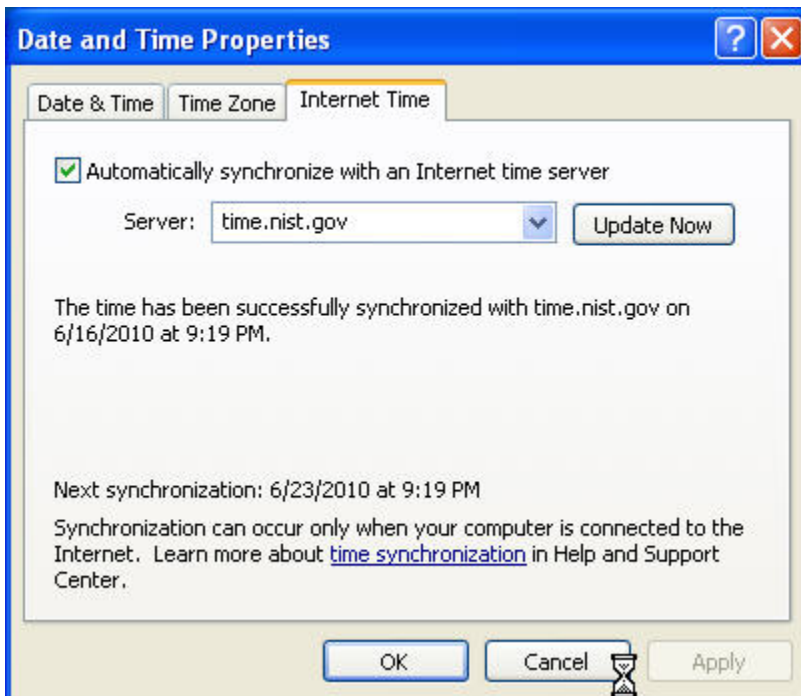 Date and Time Properties
Date & Time Time Zone Internet Time
Automatically synchronize with an Internet time server
Server: time.nist.gov Update Now
The time has been successfully synchronized with time.nist.gov on
6/16/2010 at 9:19 PM.
Next synchronization: 6/23/2010 at 9:19 PM
Synchronization can occur only when your computer is connected to the
Internet. Learn more about time synchronization in Help and Support
Center.
OK Cancel Apply